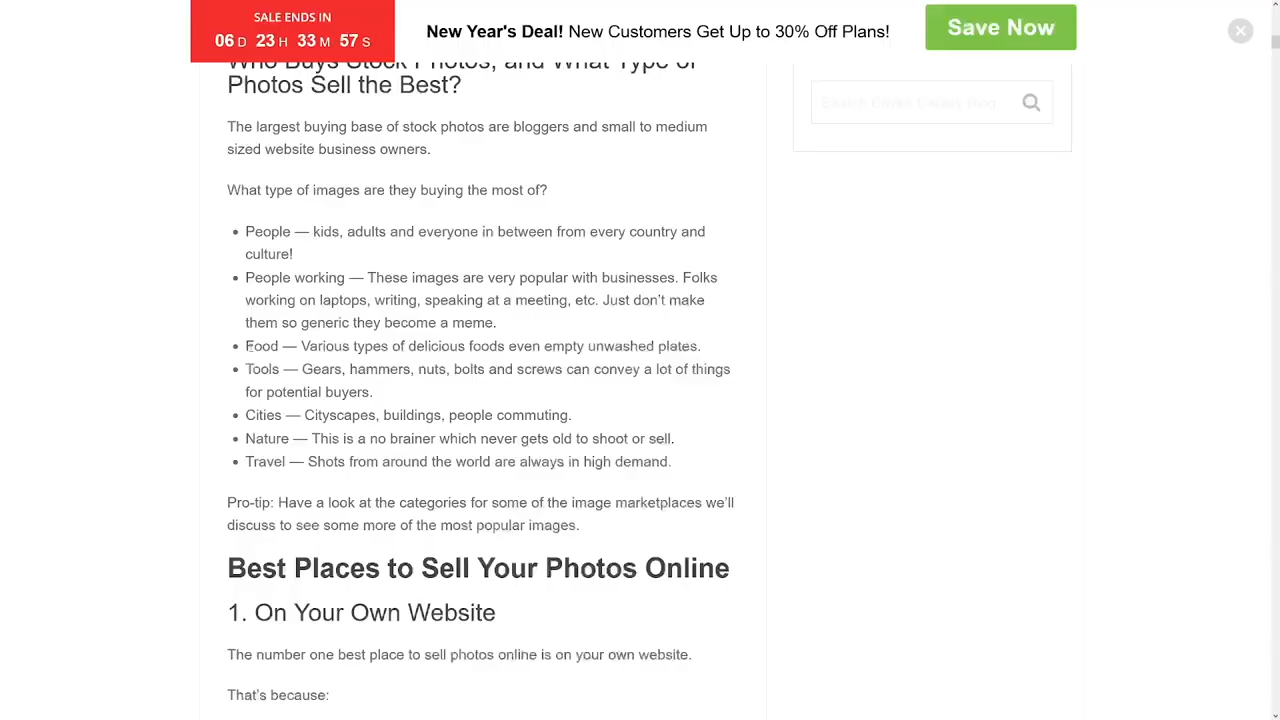 SALE ENDS IN
06 D 23 H 33 M 57 S
New Year's Deal! New Customers Get Up to 30% Off Plans!
Save Now
Who Buys Stock Photos, and What Type of
Photos Sell the Best?
The largest buying base of stock photos are bloggers and small to medium
sized website business owners.
What type of images are they buying the most of?
• People — kids, adults and everyone in between from every country and
culture!
• People working — These images are very popular with businesses. Folks
working on laptops, writing, speaking at a meeting, etc. Just don’t make
them so generic they become a meme.
• Food — Various types of delicious foods even empty unwashed plates.
• Tools — Gears, hammers, nuts, bolts and screws can convey a lot of things
for potential buyers.
• Cities — Cityscapes, buildings, people commuting.
• Nature — This is a no brainer which never gets old to shoot or sell.
• Travel — Shots from around the world are always in high demand.
Pro-tip: Have a look at the categories for some of the image marketplaces we’ll
discuss to see some more of the most popular images.
Best Places to Sell Your Photos Online
1. On Your Own Website
The number one best place to sell photos online is on your own website.
That’s because: